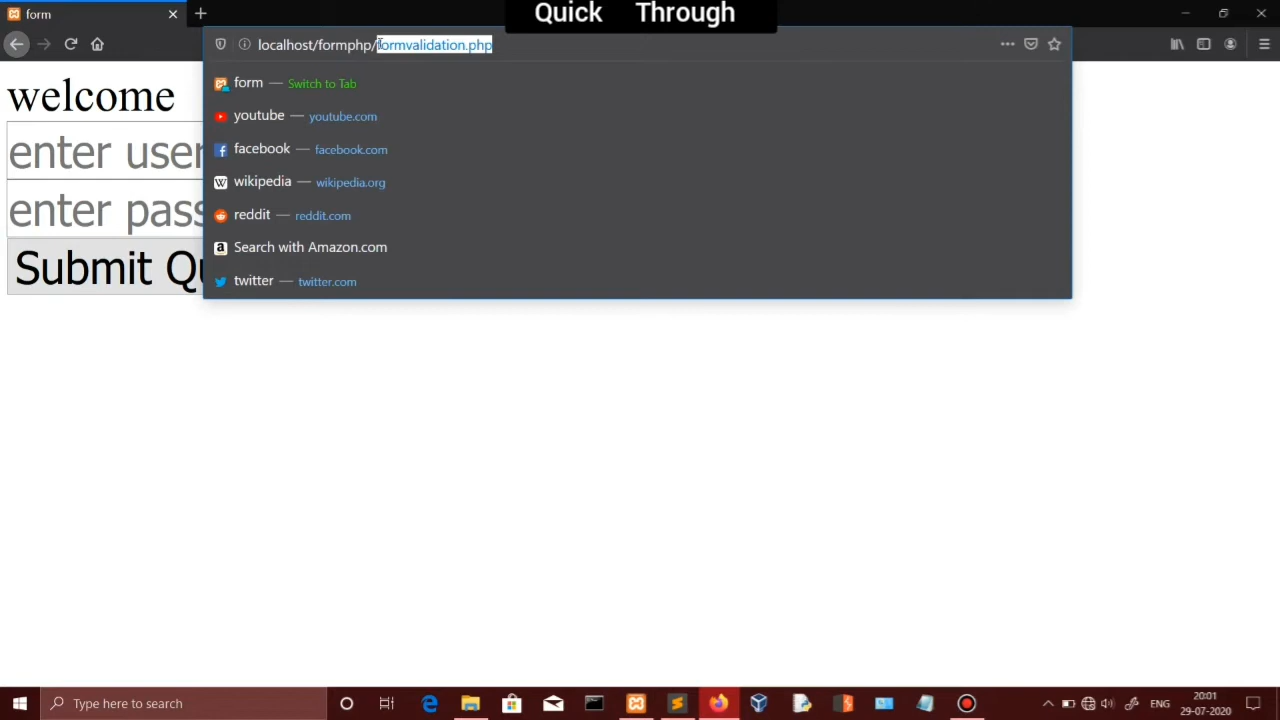 form
Quick Through
localhost/formphp/formvalidation.php
form — Switch to Tab
welcome
youtube — youtube.com
enter user
facebook — facebook.com
wikipedia — wikipedia.org
enter pass
reddit — reddit.com
Search with Amazon.com
Submit Qu
twitter — twitter.com
Type here to search
ENG
20:01
29-07-2020